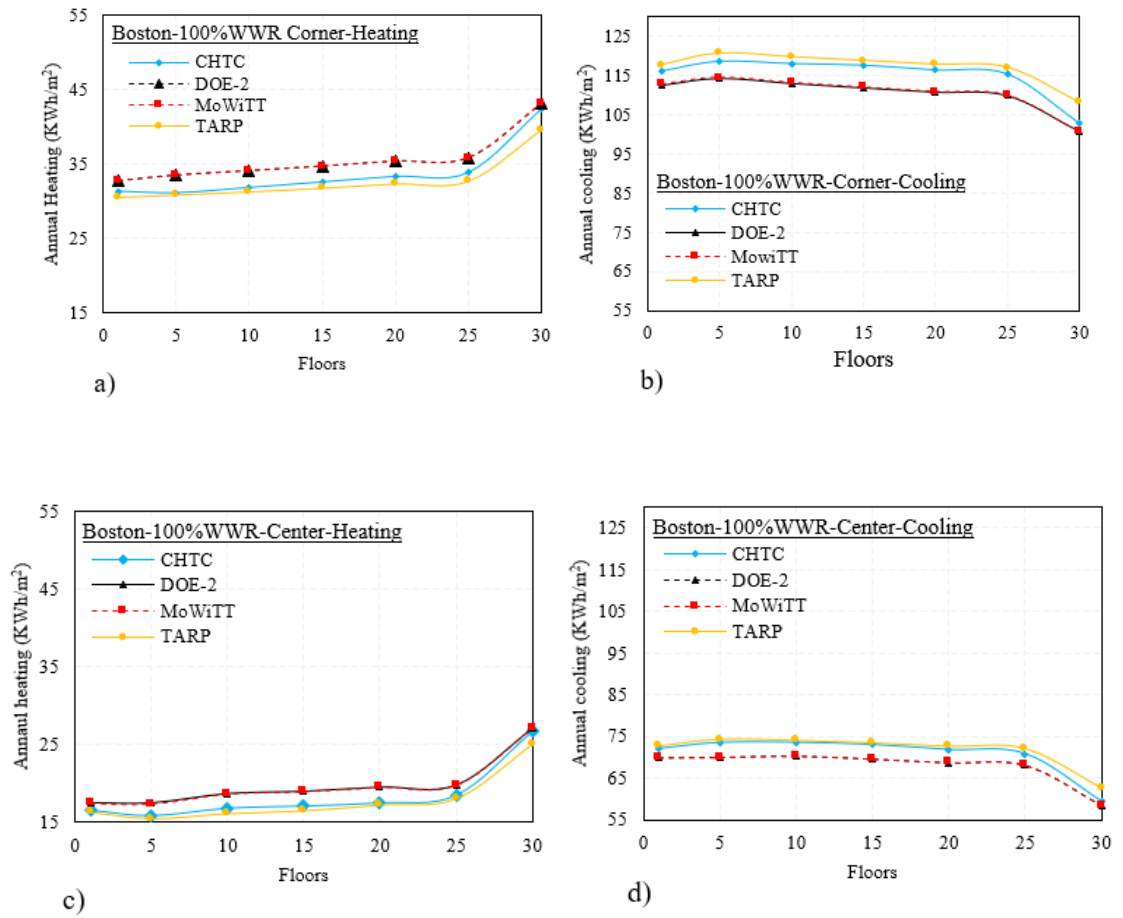 Boston-100%WWR Corner-Heating
CHTC
DOE-2
MoWiTT
TARP
Annual Heating (KWh/m²)
55
45
35
25
15
0 5 10 15 20 25 30
Floors
a)
Boston-100%WWR-Corner-Cooling
CHTC
DOE-2
MowiTT
TARP
Annual cooling (KWh/m²)
125
115
105
95
85
75
65
55
0 5 10 15 20 25 30
Floors
b)
Boston-100%WWR-Center-Heating
CHTC
DOE-2
MoWiTT
TARP
Annaul heating (KWh/m²)
55
45
35
25
15
0 5 10 15 20 25 30
Floors
c)
Boston-100%WWR-Center-Cooling
CHTC
DOE-2
MoWiTT
TARP
Annual cooling (KWh/m²)
125
115
105
95
85
75
65
55
0 5 10 15 20 25 30
Floors
d)